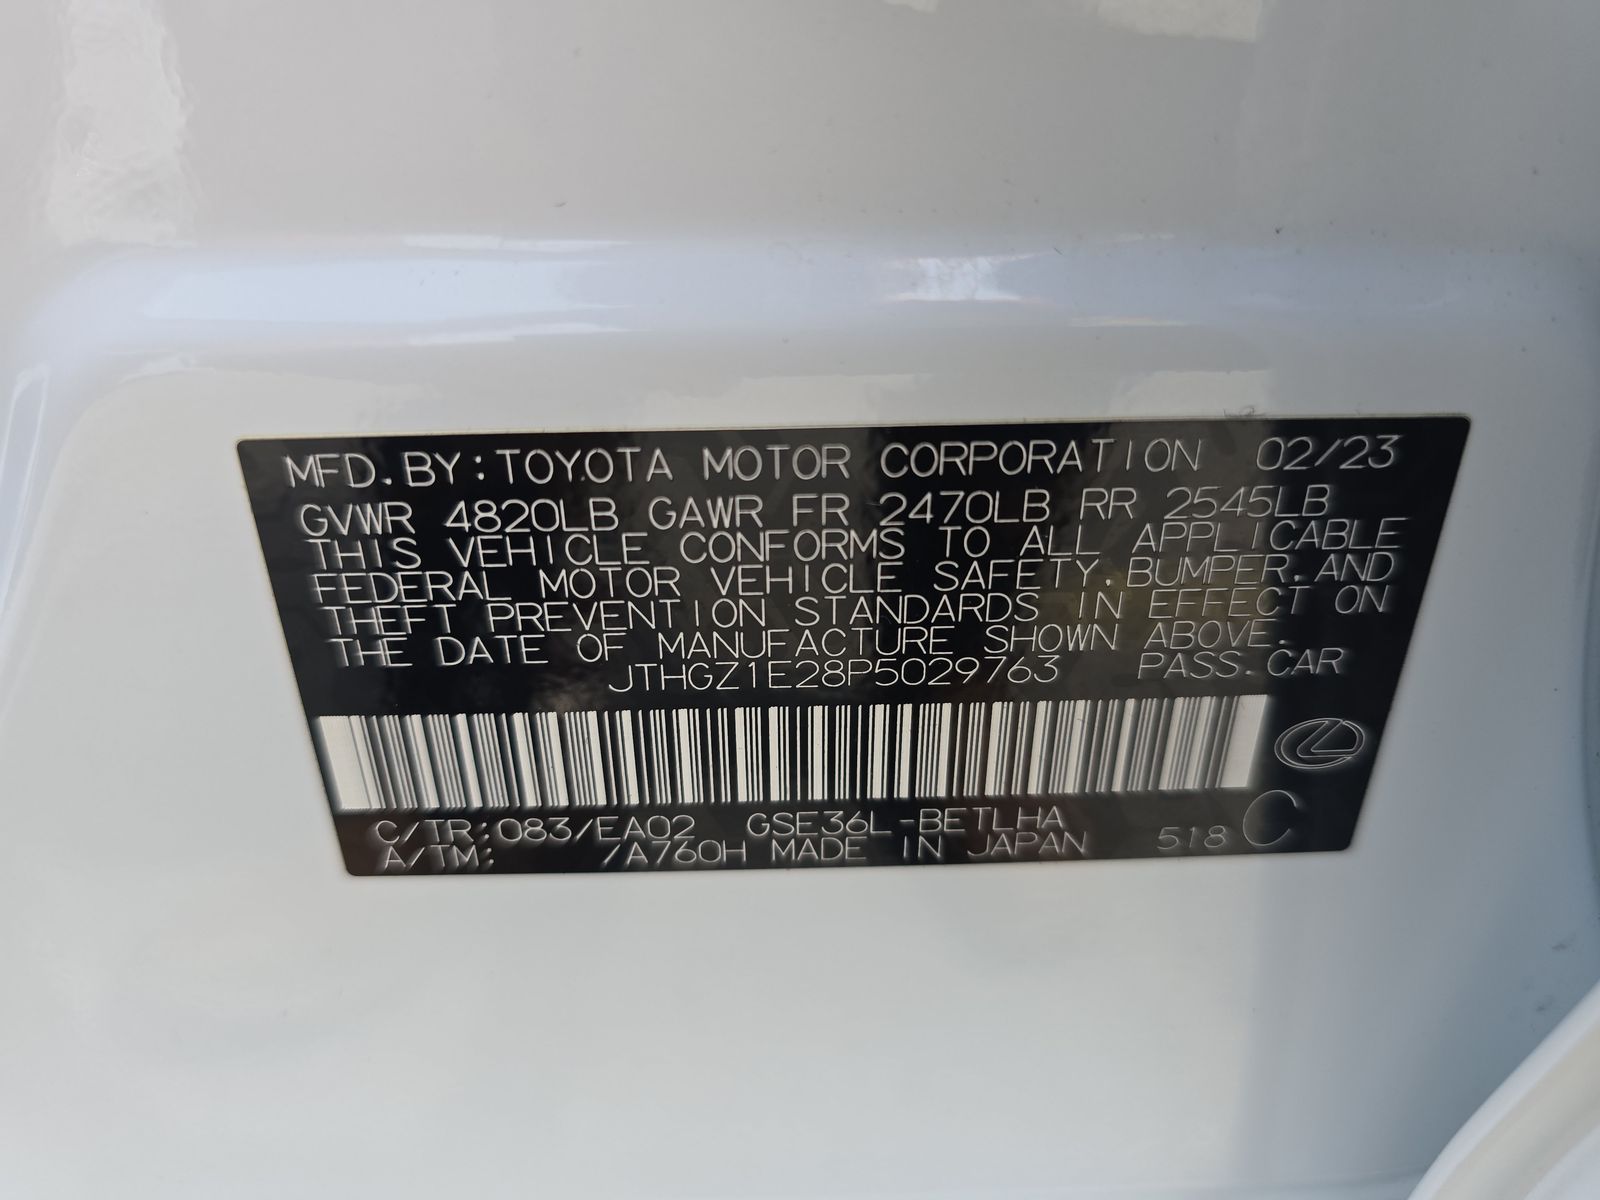 MFD. BY: TOYOTA MOTOR CORPORATION 02/23
GVWR 4820LB GAWR FR 2470LB RR 2545LB
THIS VEHICLE CONFORMS TO ALL APPLICABLE
FEDERAL MOTOR VEHICLE SAFETY, BUMPER, AND
THEFT PREVENTION STANDARDS IN EFFECT ON
THE DATE OF MANUFACTURE SHOWN ABOVE.
JTHGZ1E28P5029763 PASS. CAR
C/TR: 083/EA02 GSE36L-BETLHA
A/TM: /A760H MADE IN JAPAN 518 C